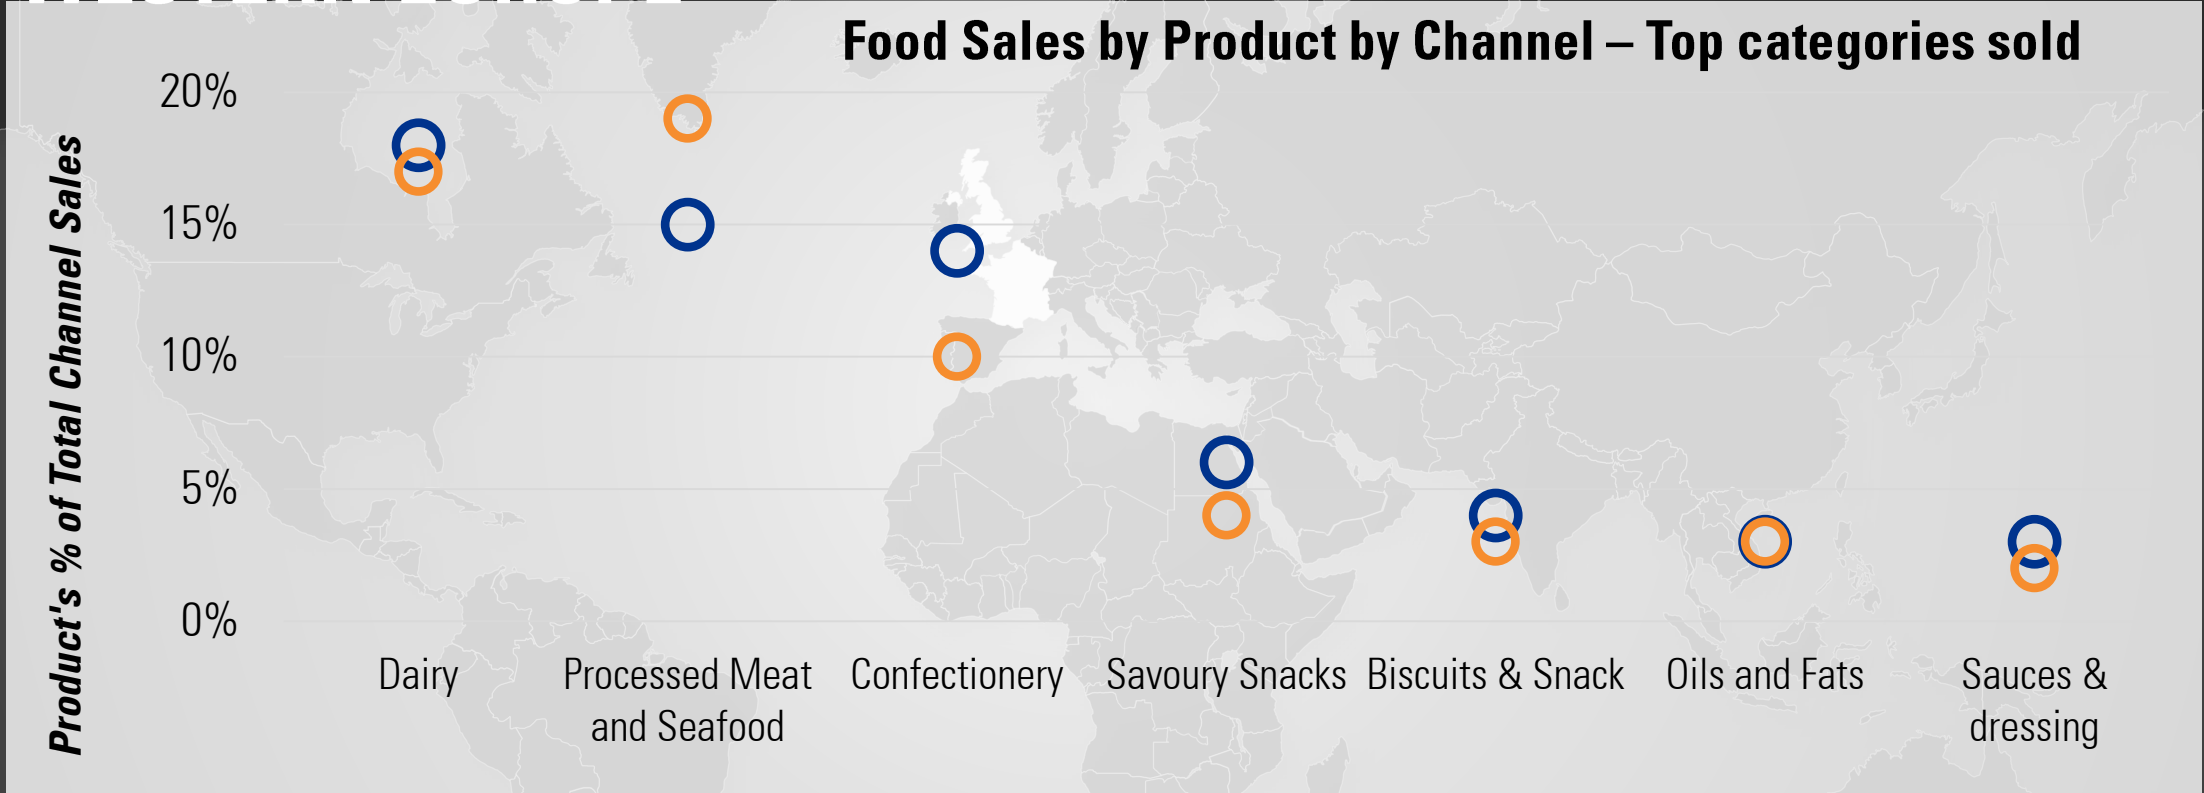 Food Sales by Product by Channel – Top categories sold
Product's % of Total Channel Sales
20%
15%
10%
5%
0%
Dairy
Processed Meat
and Seafood
Confectionery
Savoury Snacks
Biscuits & Snack
Oils and Fats
Sauces &
dressing